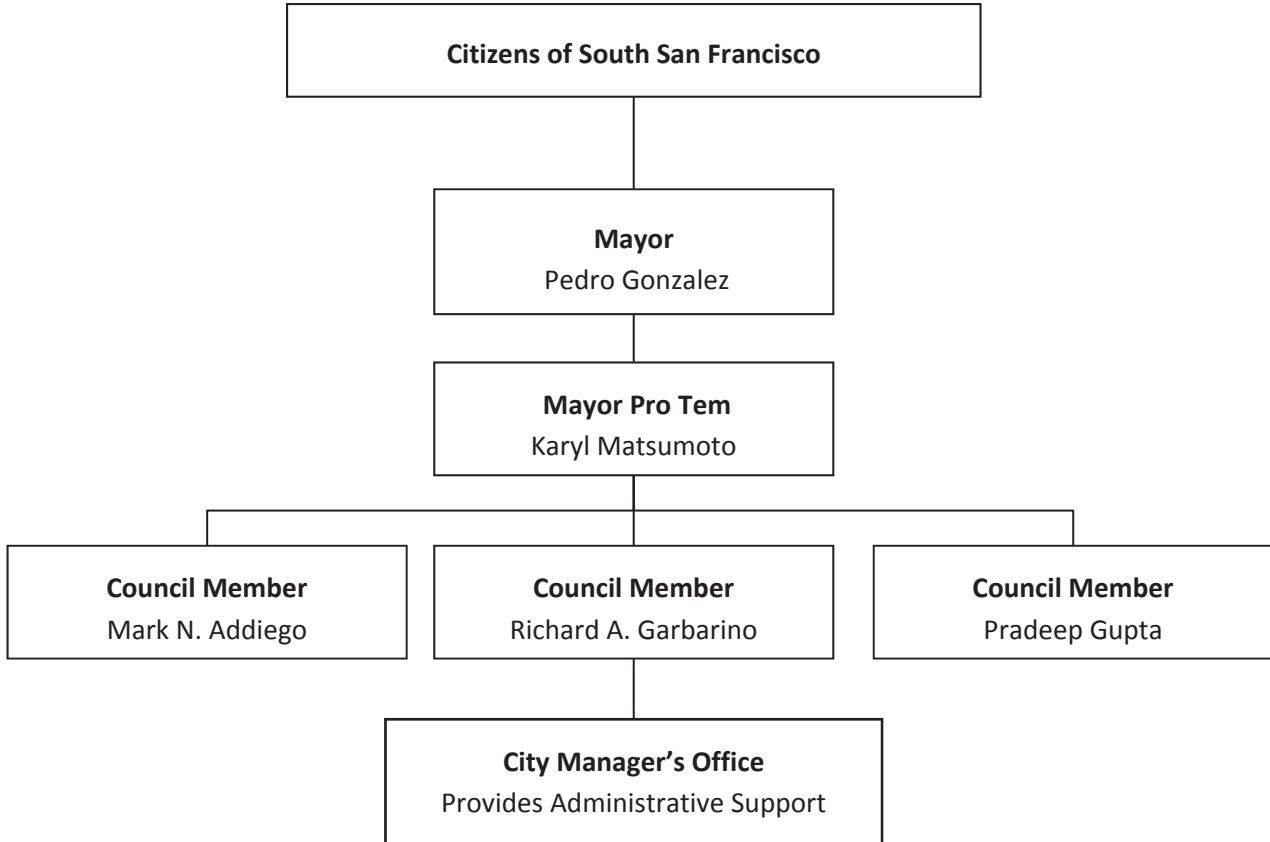 Citizens of South San Francisco
Mayor
Pedro Gonzalez
Mayor Pro Tem
Karyl Matsumoto
Council Member
Mark N. Addiego
Council Member
Richard A. Garbarino
Council Member
Pradeep Gupta
City Manager’s Office
Provides Administrative Support